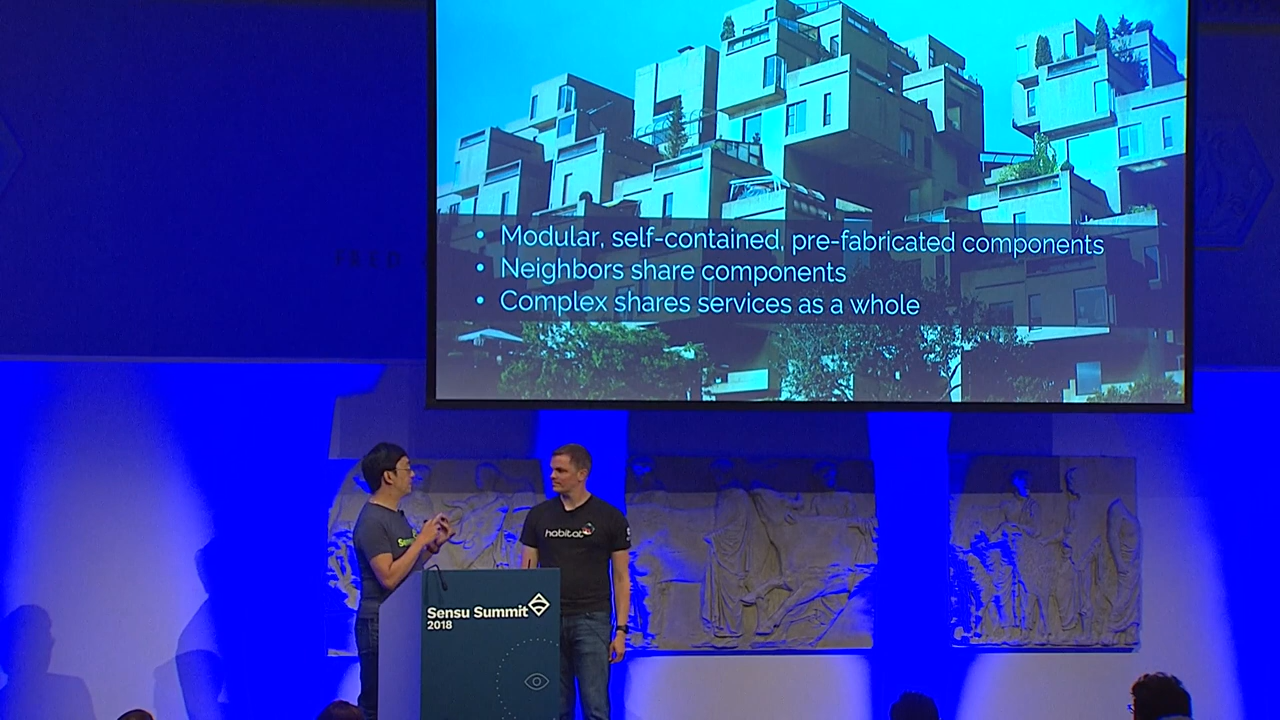 • Modular, self-contained, pre-fabricated components
• Neighbors share components
• Complex shares services as a whole
habitat
Sensu Summit
2018